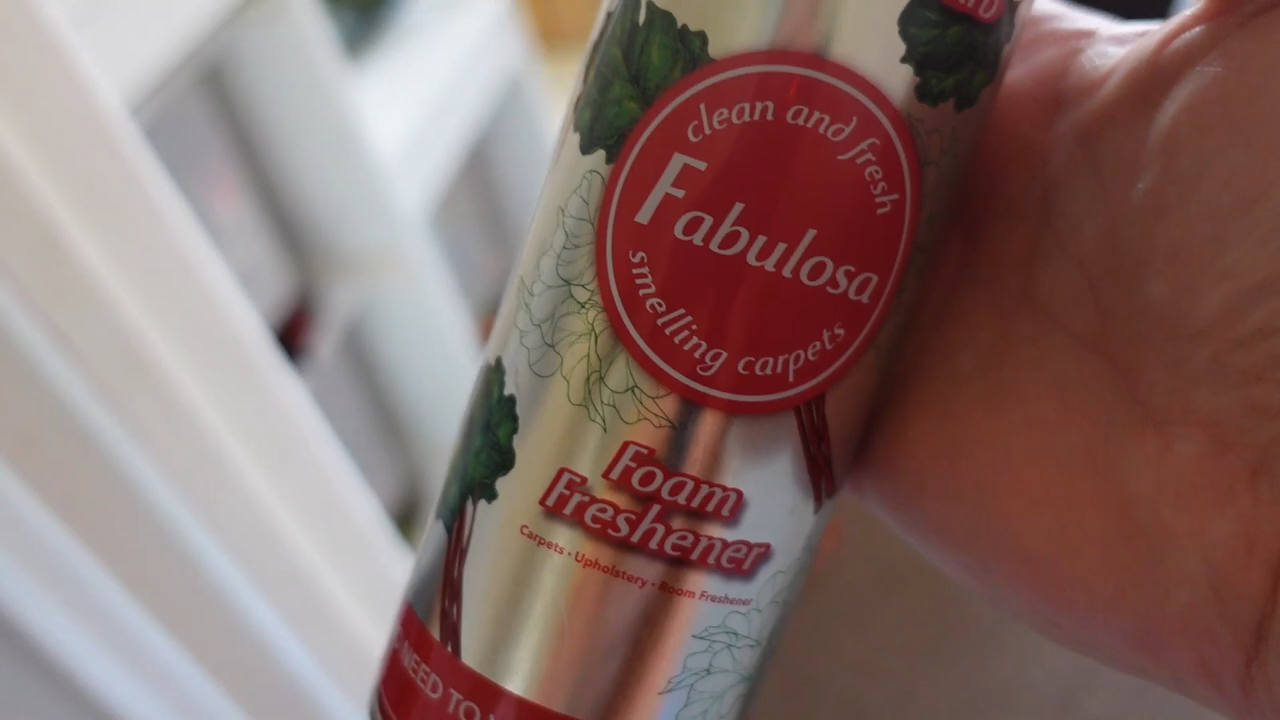 clean and fresh
Fabulosa
smelling carpets
Foam
Freshener
Carpets • Upholstery • Room Freshener
NEED TO